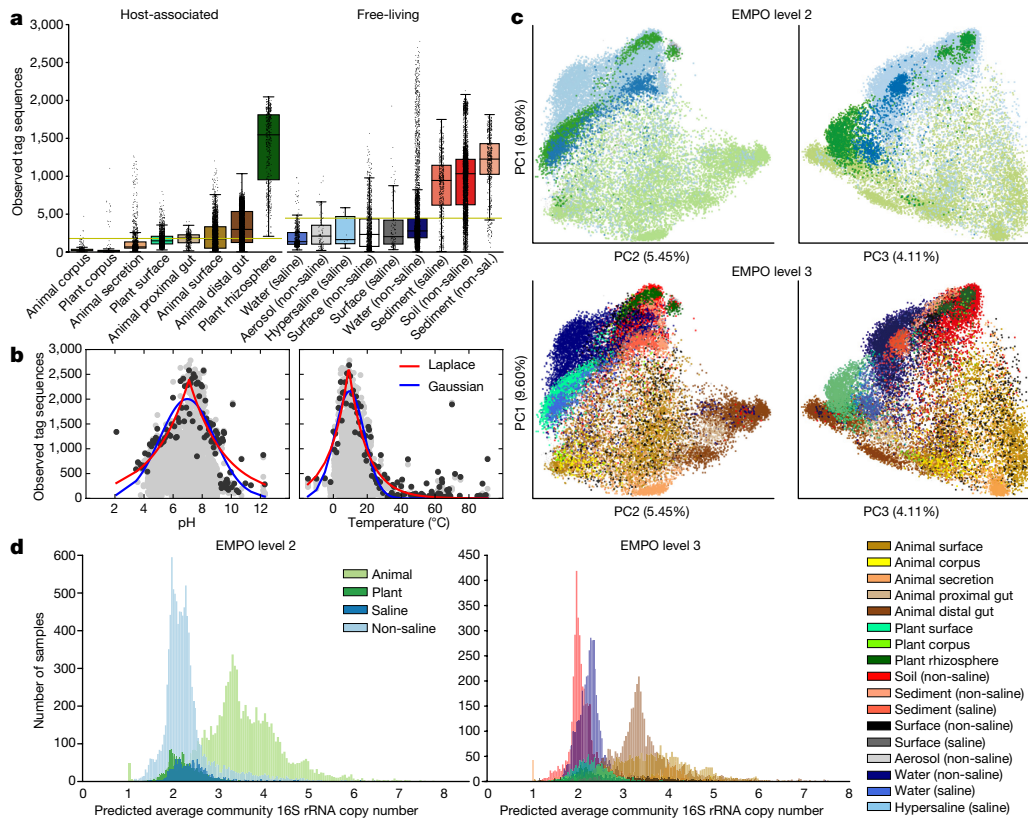 a
Host-associated
Free-living
Observed tag sequences
3,000
2,500
2,000
1,500
1,000
500
0
Animal corpus
Plant corpus
Animal secretion
Plant surface
Animal proximal gut
Animal surface
Animal distal gut
Plant rhizosphere
Water (saline)
Aerosol (non-saline)
Hypersaline (saline)
Surface (non-saline)
Surface (saline)
Water (non-saline)
Sediment (saline)
Soil (non-saline)
Sediment (non-sal.)
b
Observed tag sequences
3,000
2,500
2,000
1,500
1,000
500
0
2 4 6 8 10 12
pH
Laplace
Gaussian
0 20 40 60 80
Temperature (°C)
c
EMPO level 2
PC1 (9.60%)
PC2 (5.45%)
PC3 (4.11%)
EMPO level 3
PC1 (9.60%)
PC2 (5.45%)
PC3 (4.11%)
d
EMPO level 2
Number of samples
600
500
400
300
200
100
0
0 1 2 3 4 5 6 7 8
Predicted average community 16S rRNA copy number
Animal
Plant
Saline
Non-saline
EMPO level 3
450
400
350
300
250
200
150
100
50
0
0 1 2 3 4 5 6 7 8
Predicted average community 16S rRNA copy number
Animal surface
Animal corpus
Animal secretion
Animal proximal gut
Animal distal gut
Plant surface
Plant corpus
Plant rhizosphere
Soil (non-saline)
Sediment (non-saline)
Sediment (saline)
Surface (non-saline)
Surface (saline)
Aerosol (non-saline)
Water (non-saline)
Water (saline)
Hypersaline (saline)